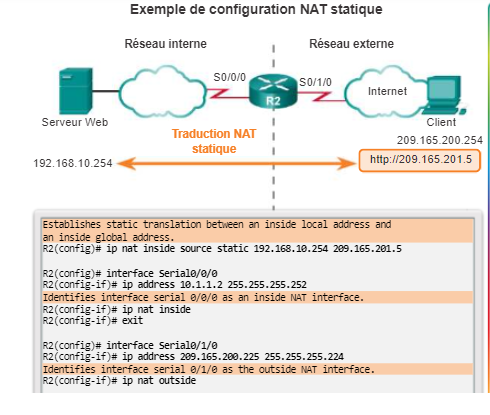 Exemple de configuration NAT statique
Réseau interne
Réseau externe
S0/0/0
S0/1/0
R2
Internet
Serveur Web
Client
Traduction NAT
statique
209.165.200.254
192.168.10.254
http://209.165.201.5
Establishes static translation between an inside local address and
an inside global address.
R2(config)# ip nat inside source static 192.168.10.254 209.165.201.5
R2(config)# interface Serial0/0/0
R2(config-if)# ip address 10.1.1.2 255.255.255.252
Identifies interface serial 0/0/0 as an inside NAT interface.
R2(config-if)# ip nat inside
R2(config-if)# exit
R2(config)# interface Serial0/1/0
R2(config-if)# ip address 209.165.200.225 255.255.255.224
Identifies interface serial 0/1/0 as the outside NAT interface.
R2(config-if)# ip nat outside